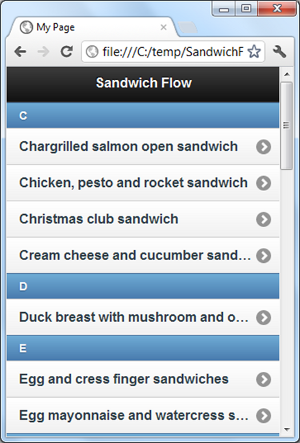 My Page
file:///C:/temp/SandwichF
Sandwich Flow
C
Chargrilled salmon open sandwich
Chicken, pesto and rocket sandwich
Christmas club sandwich
Cream cheese and cucumber sand...
D
Duck breast with mushroom and o...
E
Egg and cress finger sandwiches
Egg mayonnaise and watercress s...